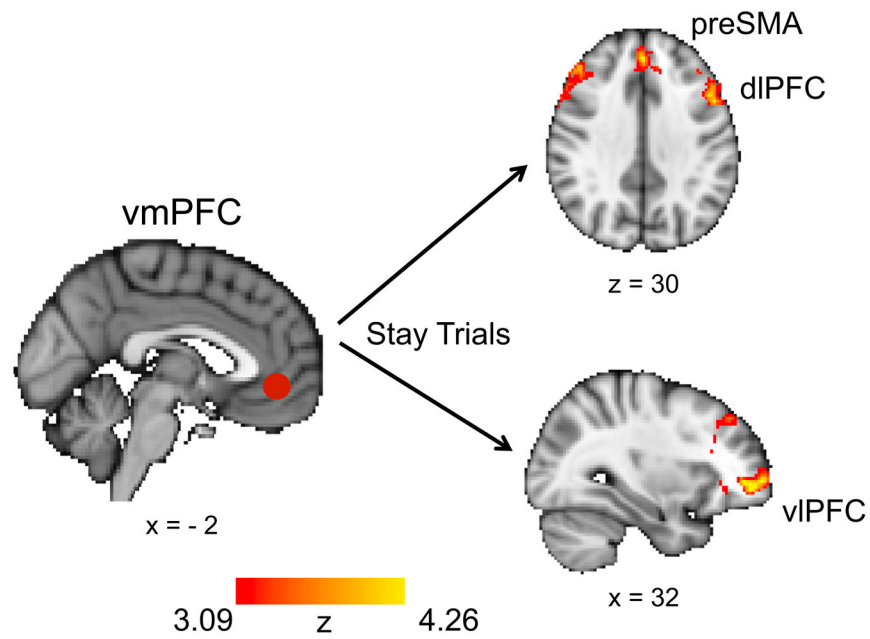 preSMA
dlPFC
z = 30
vmPFC
Stay Trials
x = - 2
vlPFC
x = 32
3.09 z 4.26